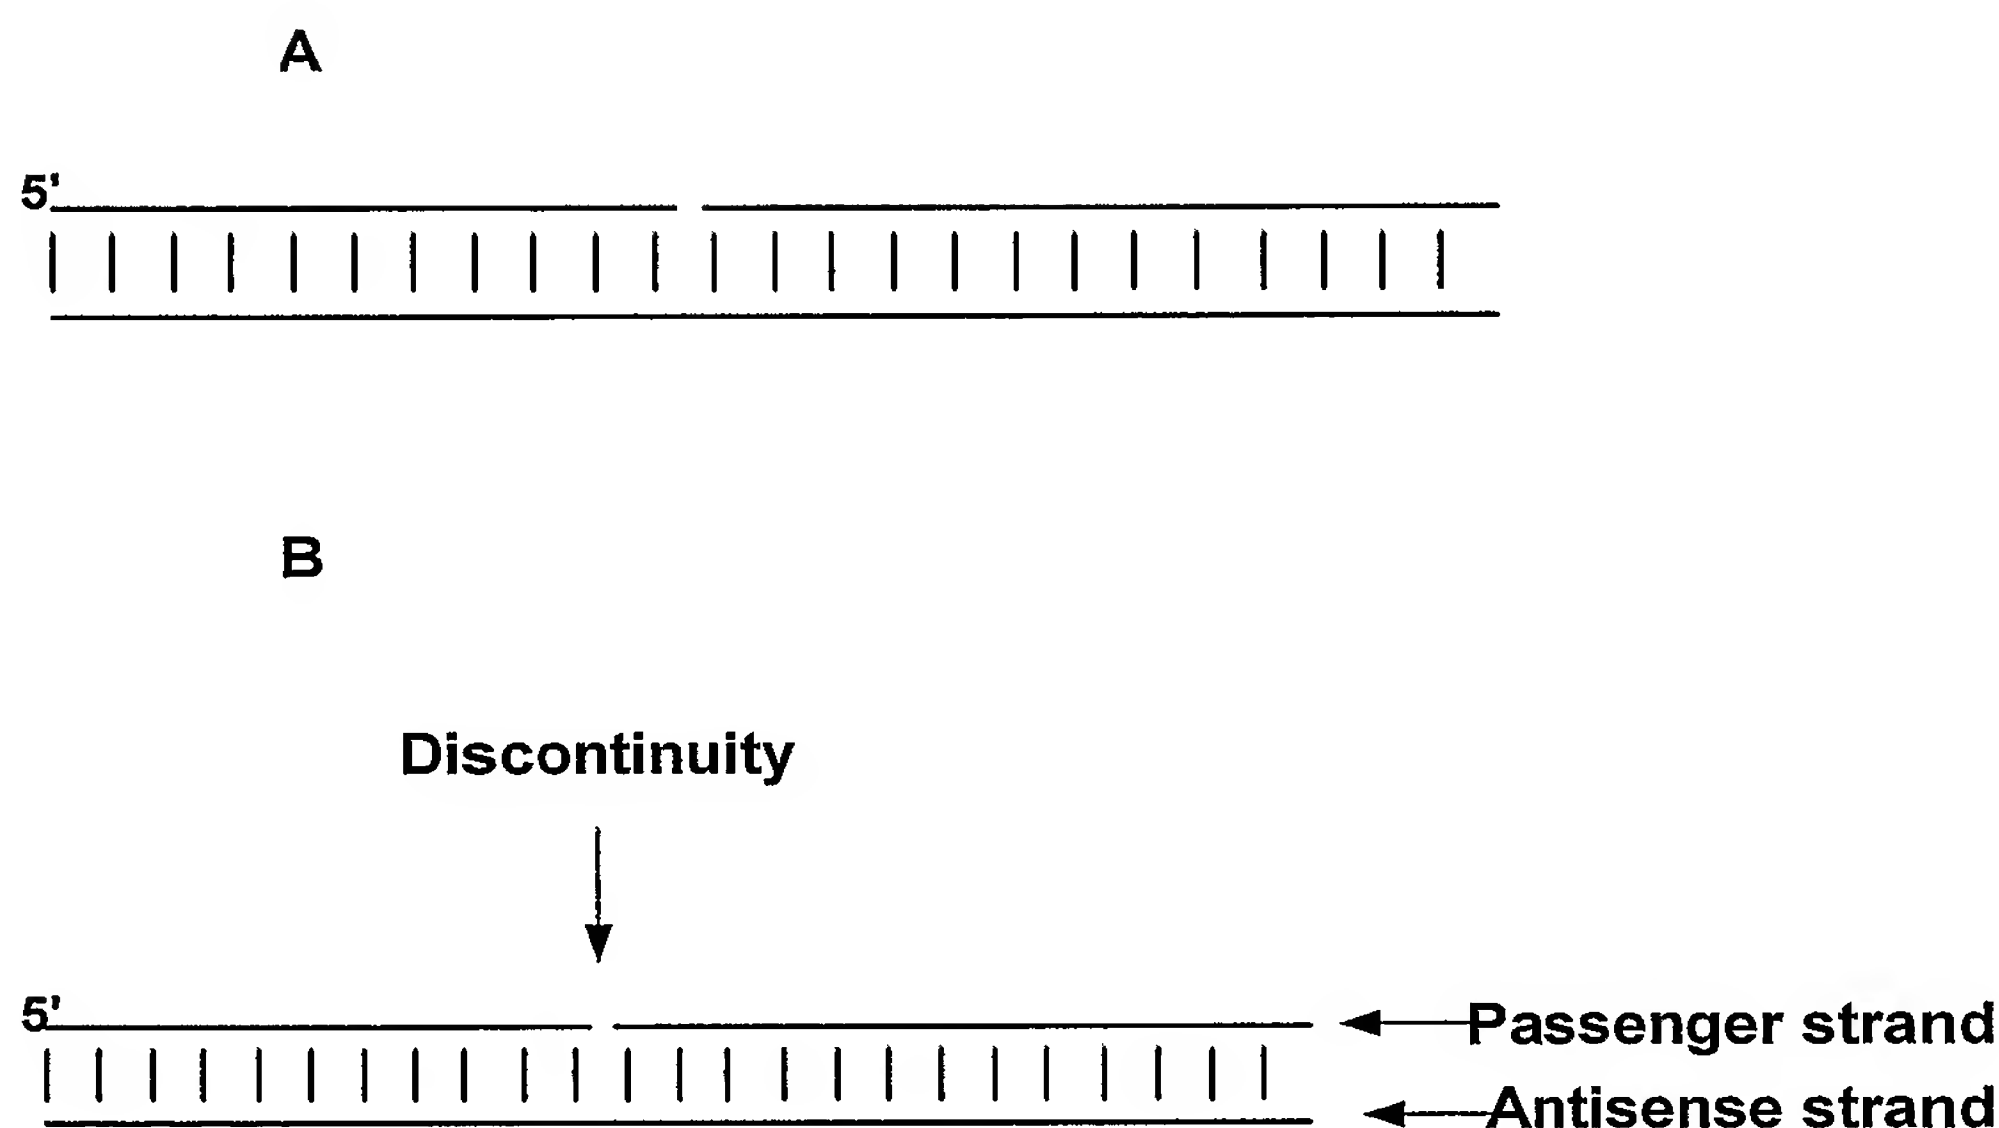 A
5'
B
Discontinuity
5'
Passenger strand
Antisense strand